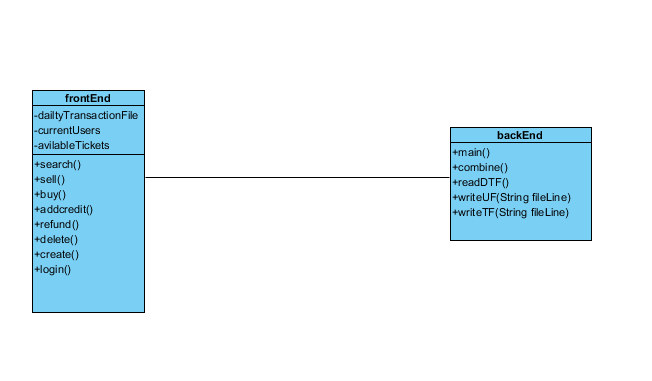 frontEnd
-dailtyTransactionFile
-currentUsers
-avilableTickets
+search()
+sell()
+buy()
+addcredit()
+refund()
+delete()
+create()
+login()
backEnd
+main()
+combine()
+readDTF()
+writeUF(String fileLine)
+writeTF(String fileLine)